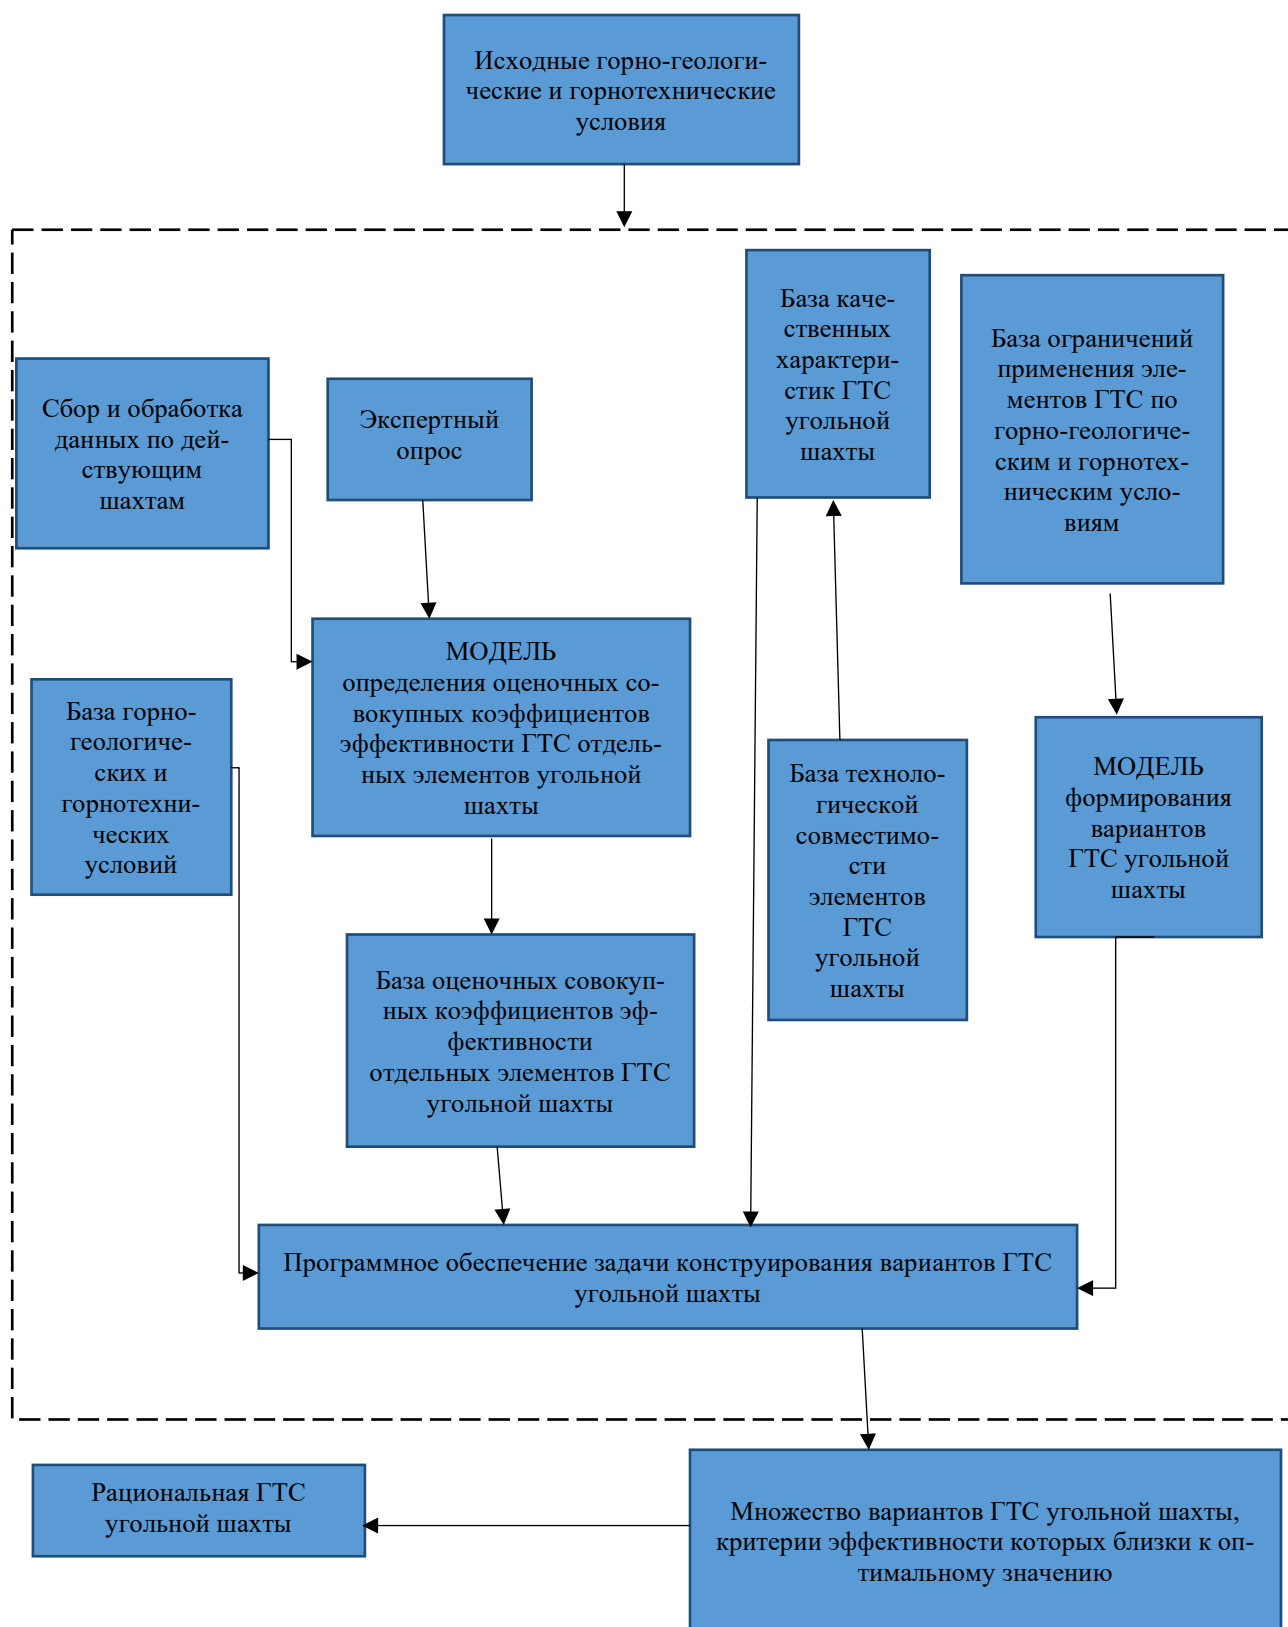 Исходные горно-геологи-
ческие и горнотехнические
условия
База каче-
ственных
характери-
стик ГТС
угольной
шахты
База ограничений
применения эле-
ментов ГТС по
горно-геологиче-
ским и горнотех-
ническим усло-
виям
Сбор и обработка
данных по дей-
ствующим
шахтам
Экспертный
опрос
МОДЕЛЬ
определения оценочных со-
вокупных коэффициентов
эффективности ГТС отдель-
ных элементов угольной
шахты
База горно-
геологиче-
ских и
горнотехни-
ческих
условий
База техноло-
гической
совместимо-
сти
элементов
ГТС
угольной
шахты
МОДЕЛЬ
формирования
вариантов
ГТС угольной
шахты
База оценочных совокуп-
ных коэффициентов эф-
фективности
отдельных элементов ГТС
угольной шахты
Программное обеспечение задачи конструирования вариантов ГТС
угольной шахты
Рациональная ГТС
угольной шахты
Множество вариантов ГТС угольной шахты,
критерии эффективности которых близки к оп-
тимальному значению